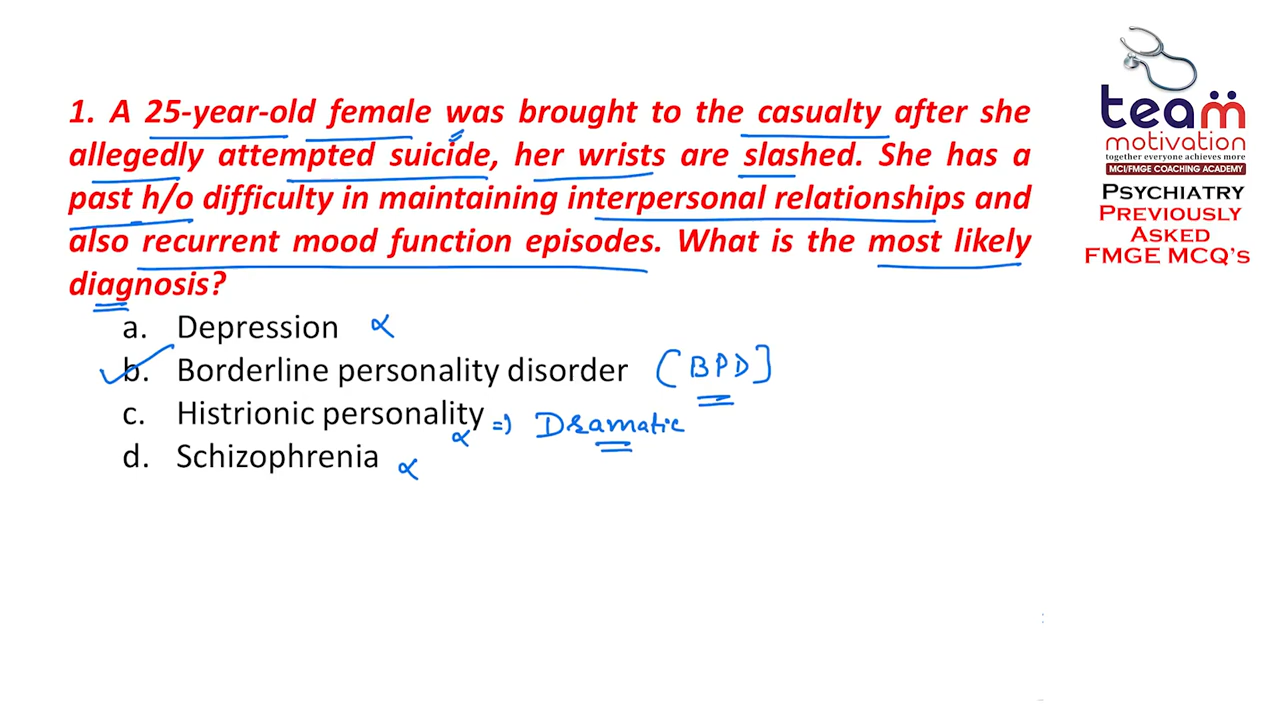 1. A 25-year-old female was brought to the casualty after she
allegedly attempted suicide, her wrists are slashed. She has a
past h/o difficulty in maintaining interpersonal relationships and
also recurrent mood function episodes. What is the most likely
diagnosis?
a. Depression α
b. Borderline personality disorder (BPD]
c. Histrionic personality α => Dramatic
d. Schizophrenia α
team
motivation
together everyone achieves more
MCI/FMGE COACHING ACADEMY
PSYCHIATRY
PREVIOUSLY
ASKED
FMGE MCQ's